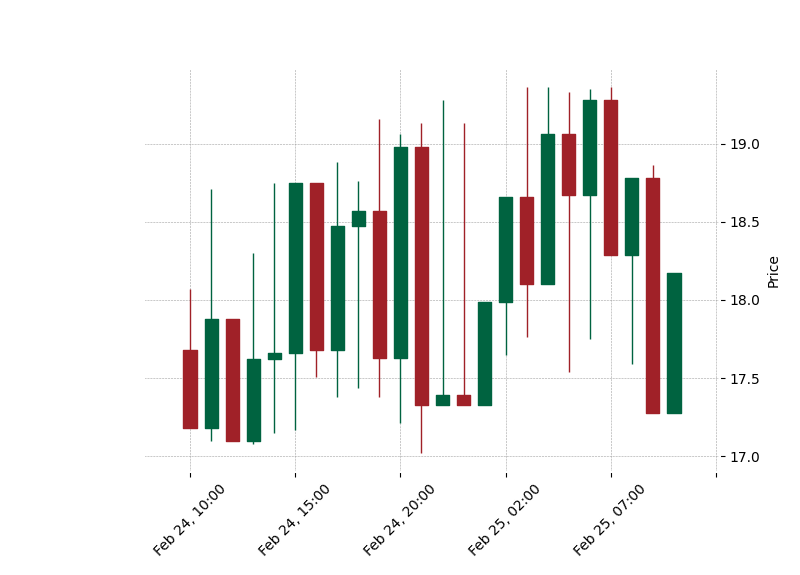 19.0
18.5
18.0
17.5
17.0
Price
Feb 24, 10:00
Feb 24, 15:00
Feb 24, 20:00
Feb 25, 02:00
Feb 25, 07:00